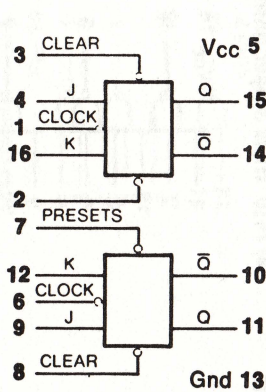 3 CLEAR Vcc 5
4 J Q 15
1 CLOCK
16 K Q̅ 14
2
7 PRESETS
12 K Q̅ 10
6 CLOCK
9 J Q 11
8 CLEAR
Gnd 13